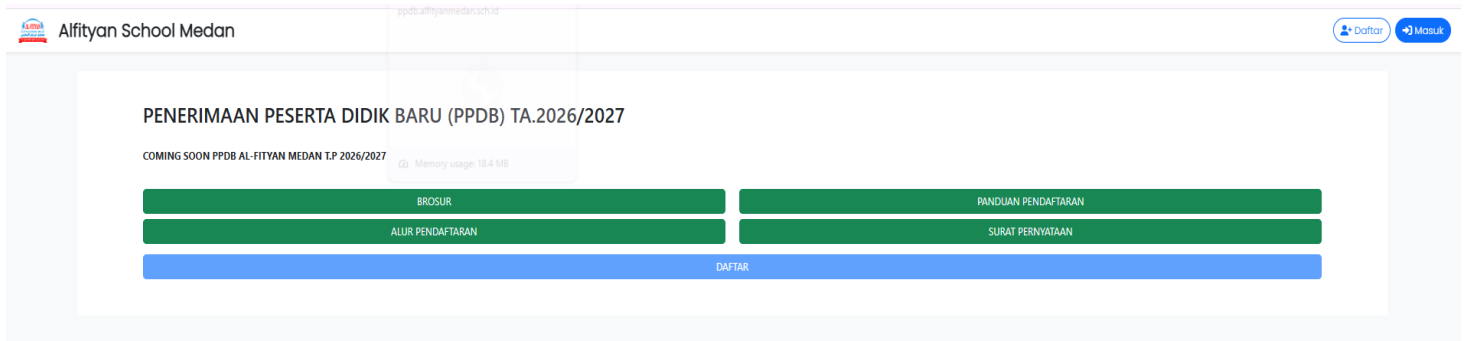 ppdb.alfityanmedan.sch.id
Alfityan School Medan
Daftar
Masuk
PENERIMAAN PESERTA DIDIK BARU (PPDB) TA.2026/2027
COMING SOON PPDB AL-FITYAN MEDAN T.P 2026/2027
Memory usage: 18.4 MB
BROSUR
PANDUAN PENDAFTARAN
ALUR PENDAFTARAN
SURAT PERNYATAAN
DAFTAR